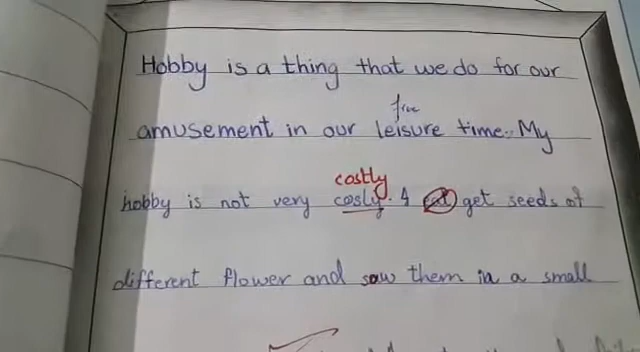 Hobby is a thing that we do for our
free
amusement in our leisure time. My
costly
hobby is not very cosly. I get seeds of
different flower and saw them in a small